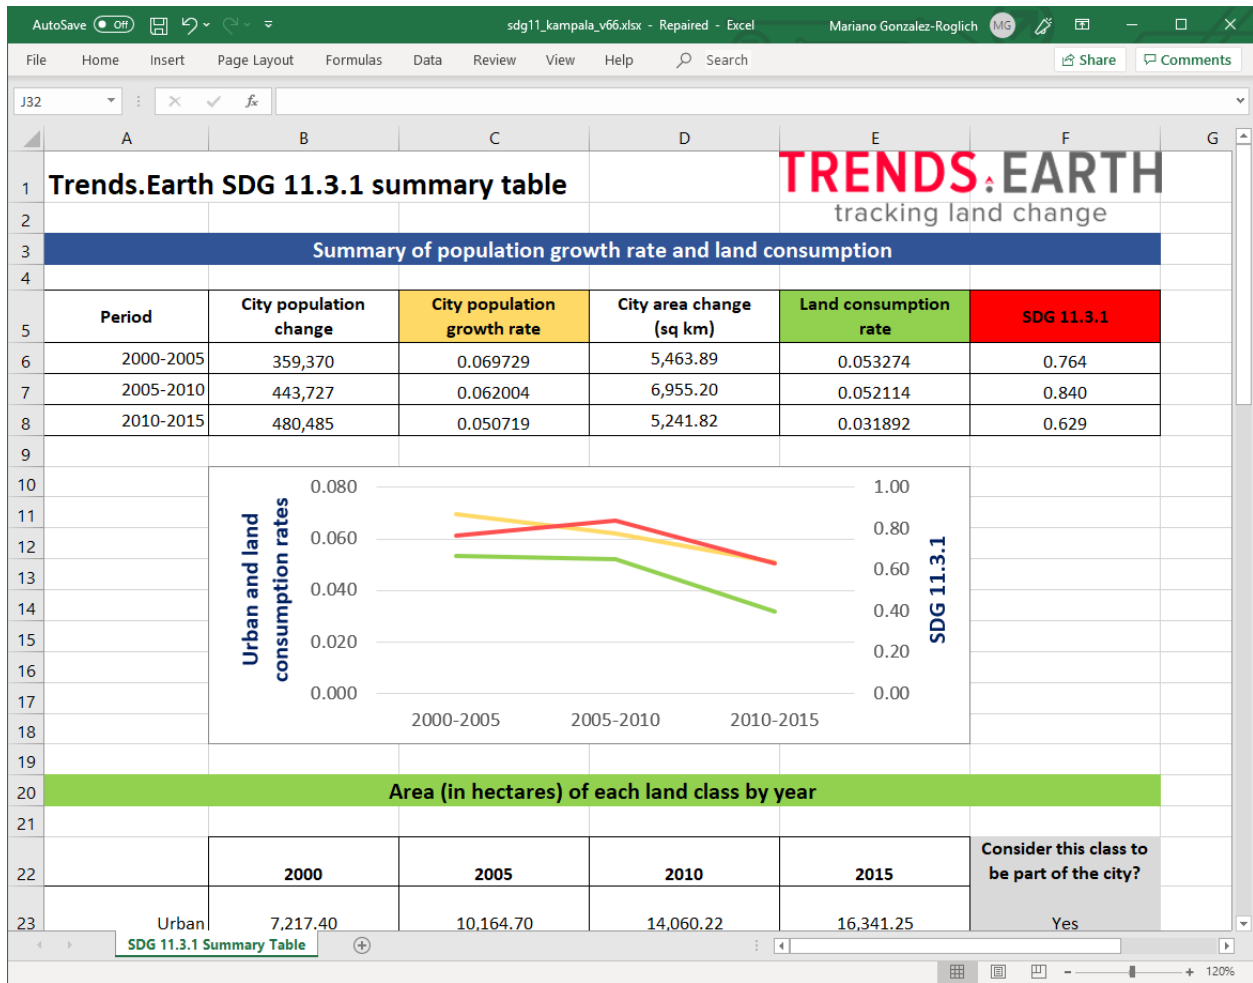 AutoSave Off sdg11_kampala_v66.xlsx - Repaired - Excel Mariano Gonzalez-Roglich MG
File Home Insert Page Layout Formulas Data Review View Help Search Share Comments
J32 fx
A B C D E F G
1 Trends.Earth SDG 11.3.1 summary table TRENDS.EARTH
2 tracking land change
3 Summary of population growth rate and land consumption
4
5 Period City population change City population growth rate City area change (sq km) Land consumption rate SDG 11.3.1
6 2000-2005 359,370 0.069729 5,463.89 0.053274 0.764
7 2005-2010 443,727 0.062004 6,955.20 0.052114 0.840
8 2010-2015 480,485 0.050719 5,241.82 0.031892 0.629
9
10
11
12
13
14
15
16
17
18
Urban and land
consumption rates
0.080
0.060
0.040
0.020
0.000
1.00
0.80
0.60
0.40
0.20
0.00
SDG 11.3.1
2000-2005 2005-2010 2010-2015
19
20 Area (in hectares) of each land class by year
21
22 2000 2005 2010 2015 Consider this class to be part of the city?
23 Urban 7,217.40 10,164.70 14,060.22 16,341.25 Yes
SDG 11.3.1 Summary Table
120%